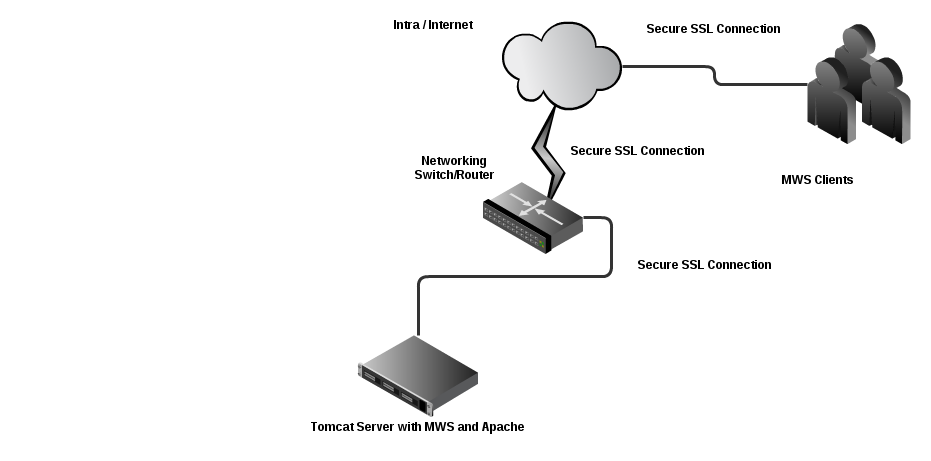 Intra / Internet
Secure SSL Connection
Secure SSL Connection
Networking
Switch/Router
MWS Clients
Secure SSL Connection
Tomcat Server with MWS and Apache